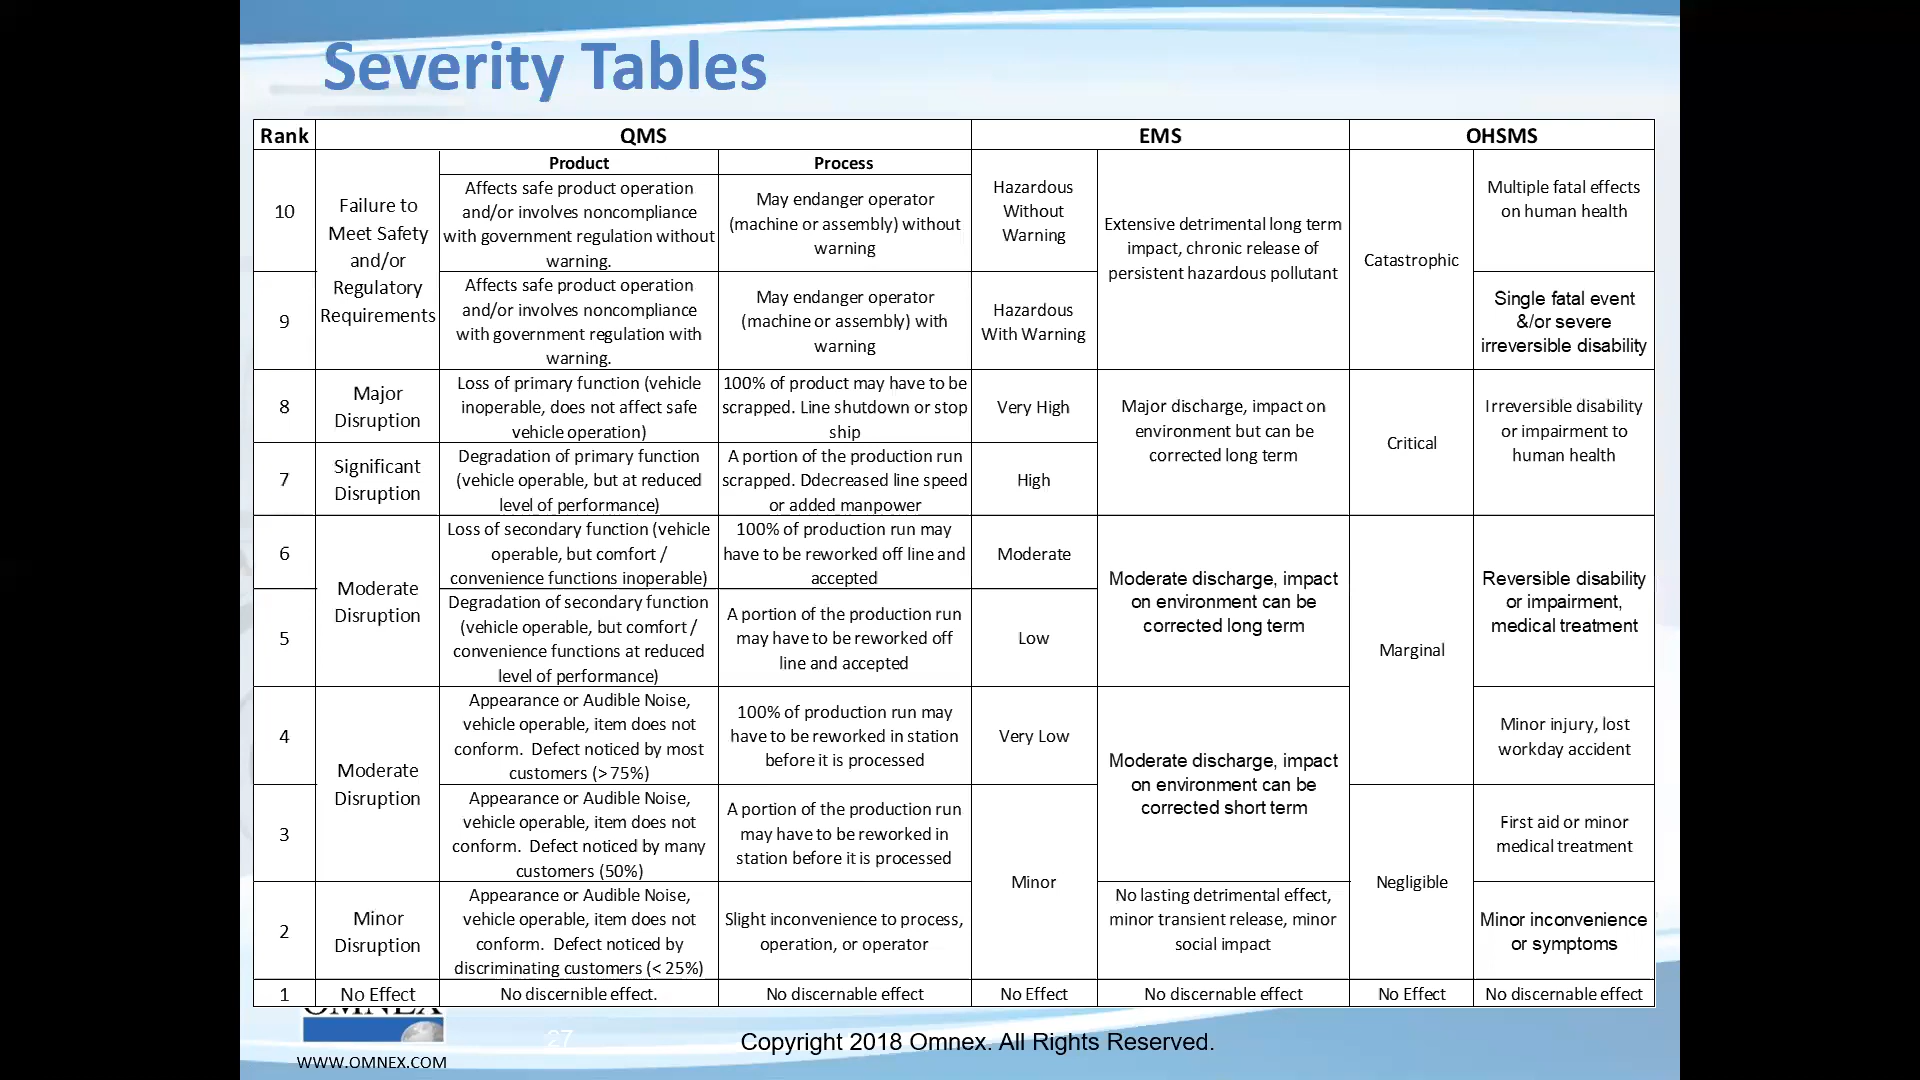 Severity Tables
Rank
QMS
EMS
OHSMS
Product
Process
10
Failure to
Meet Safety
and/or
Regulatory
Requirements
Affects safe product operation
and/or involves noncompliance
with government regulation without
warning.
May endanger operator
(machine or assembly) without
warning
Hazardous
Without
Warning
Extensive detrimental long term
impact, chronic release of
persistent hazardous pollutant
Catastrophic
Multiple fatal effects
on human health
9
Affects safe product operation
and/or involves noncompliance
with government regulation with
warning.
May endanger operator
(machine or assembly) with
warning
Hazardous
With Warning
Single fatal event
&/or severe
irreversible disability
8
Major
Disruption
Loss of primary function (vehicle
inoperable, does not affect safe
vehicle operation)
100% of product may have to be
scrapped. Line shutdown or stop
ship
Very High
Major discharge, impact on
environment but can be
corrected long term
Critical
Irreversible disability
or impairment to
human health
7
Significant
Disruption
Degradation of primary function
(vehicle operable, but at reduced
level of performance)
A portion of the production run
scrapped. Ddecreased line speed
or added manpower
High
6
Moderate
Disruption
Loss of secondary function (vehicle
operable, but comfort /
convenience functions inoperable)
100% of production run may
have to be reworked off line and
accepted
Moderate
Moderate discharge, impact
on environment can be
corrected long term
Marginal
Reversible disability
or impairment,
medical treatment
5
Degradation of secondary function
(vehicle operable, but comfort /
convenience functions at reduced
level of performance)
A portion of the production run
may have to be reworked off
line and accepted
Low
4
Moderate
Disruption
Appearance or Audible Noise,
vehicle operable, item does not
conform. Defect noticed by most
customers (> 75%)
100% of production run may
have to be reworked in station
before it is processed
Very Low
Moderate discharge, impact
on environment can be
corrected short term
Minor injury, lost
workday accident
3
Appearance or Audible Noise,
vehicle operable, item does not
conform. Defect noticed by many
customers (50%)
A portion of the production run
may have to be reworked in
station before it is processed
Minor
Negligible
First aid or minor
medical treatment
2
Minor
Disruption
Appearance or Audible Noise,
vehicle operable, item does not
conform. Defect noticed by
discriminating customers (< 25%)
Slight inconvenience to process,
operation, or operator
No lasting detrimental effect,
minor transient release, minor
social impact
Minor inconvenience
or symptoms
1
No Effect
No discernible effect.
No discernable effect
No Effect
No discernable effect
No Effect
No discernable effect
OMNEX
27
Copyright 2018 Omnex. All Rights Reserved.
WWW.OMNEX.COM